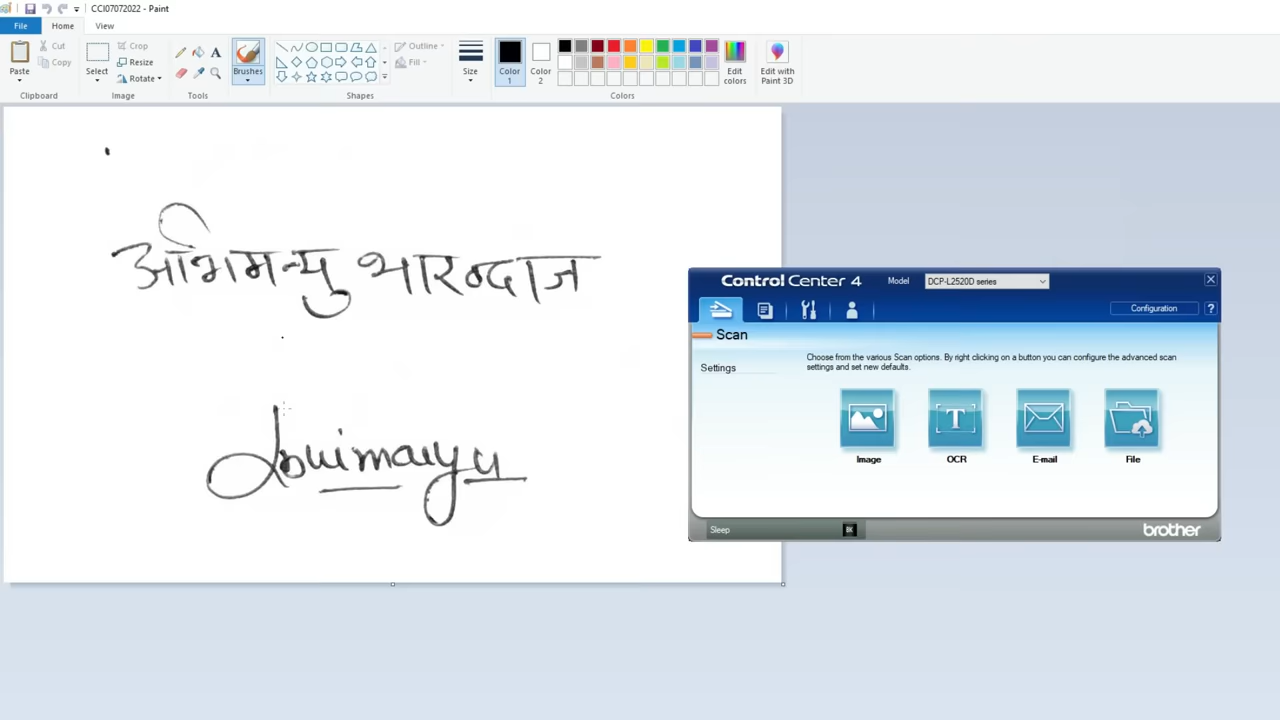 CCI07072022 - Paint
File Home View
Paste
Cut
Copy
Clipboard
Select
Crop
Resize
Rotate
Image
Tools
Brushes
Shapes
Outline
Fill
Size
Color 1
Color 2
Colors
Edit colors
Edit with Paint 3D
अभिमन्यु भारन्दाज
Control Center 4
Model DCP-L2520D series
Configuration ?
Scan
Settings
Choose from the various Scan options. By right clicking on a button you can configure the advanced scan
settings and set new defaults.
Image OCR E-mail File
Sleep
brother